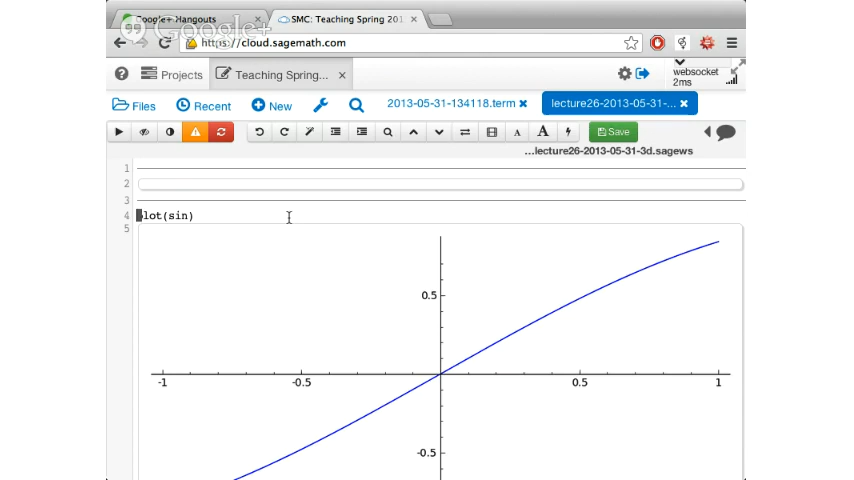 Google+ Hangouts
SMC: Teaching Spring 201
Google+
https://cloud.sagemath.com
Projects
Teaching Spring...
websocket
2ms
Files
Recent
New
2013-05-31-134118.term
lecture26-2013-05-31-...
A
A
Save
...lecture26-2013-05-31-3d.sagews
1
2
3
4
plot(sin)
5
0.5
-1
-0.5
0.5
1
-0.5